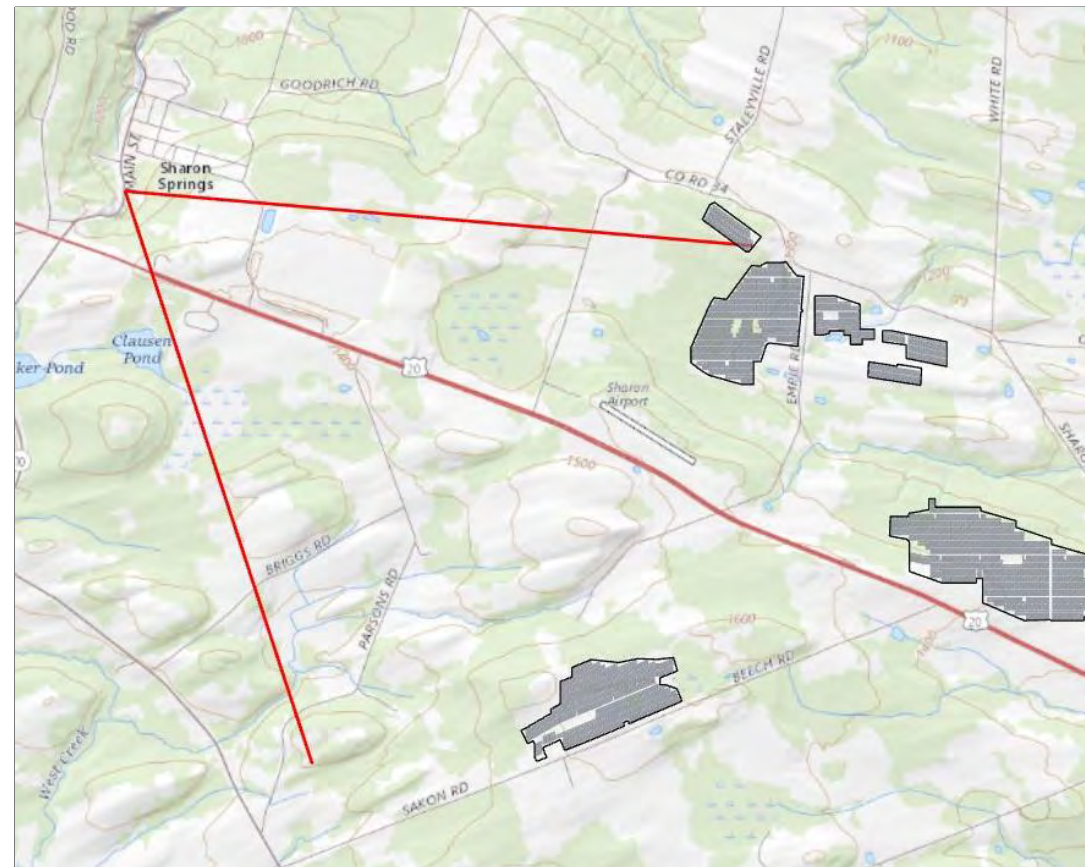 GOODRICH RD
STALEYVILLE RD
WHITE RD
1100
MAIN ST
Sharon
Springs
CO RD 34
1200
Clausen
Pond
ker Pond
1400
20
Sharon
Airport
EMPIE RD
SHARO
1500
BRIGGS RD
PARSONS RD
1600
BEECH RD
1400
20
West Creek
SAKON RD